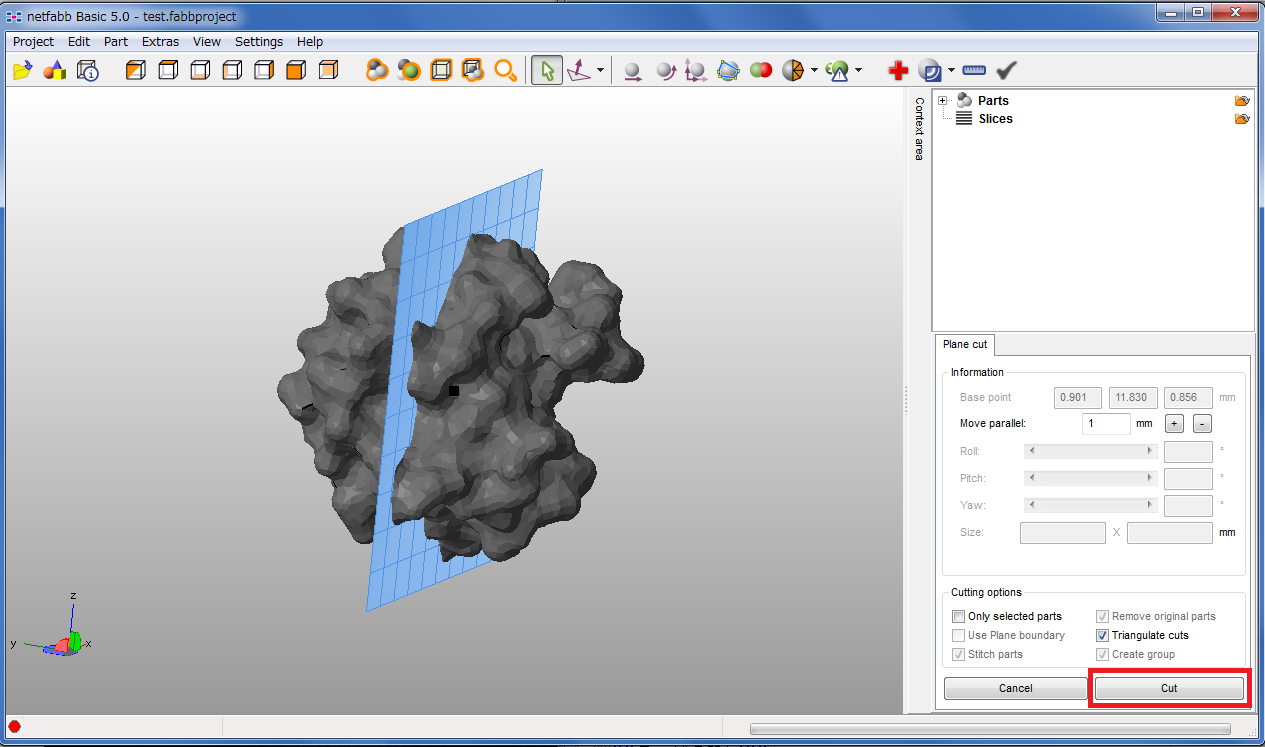 netfabb Basic 5.0 - test.fabbproject
Project Edit Part Extras View Settings Help
Context area
Parts
Slices
Plane cut
Information
Base point 0.901 11.830 0.856 mm
Move parallel: 1 mm + -
Roll: °
Pitch: °
Yaw: °
Size: X mm
Cutting options
Only selected parts Remove original parts
Use Plane boundary Triangulate cuts
Stitch parts Create group
Cancel Cut
z
y x